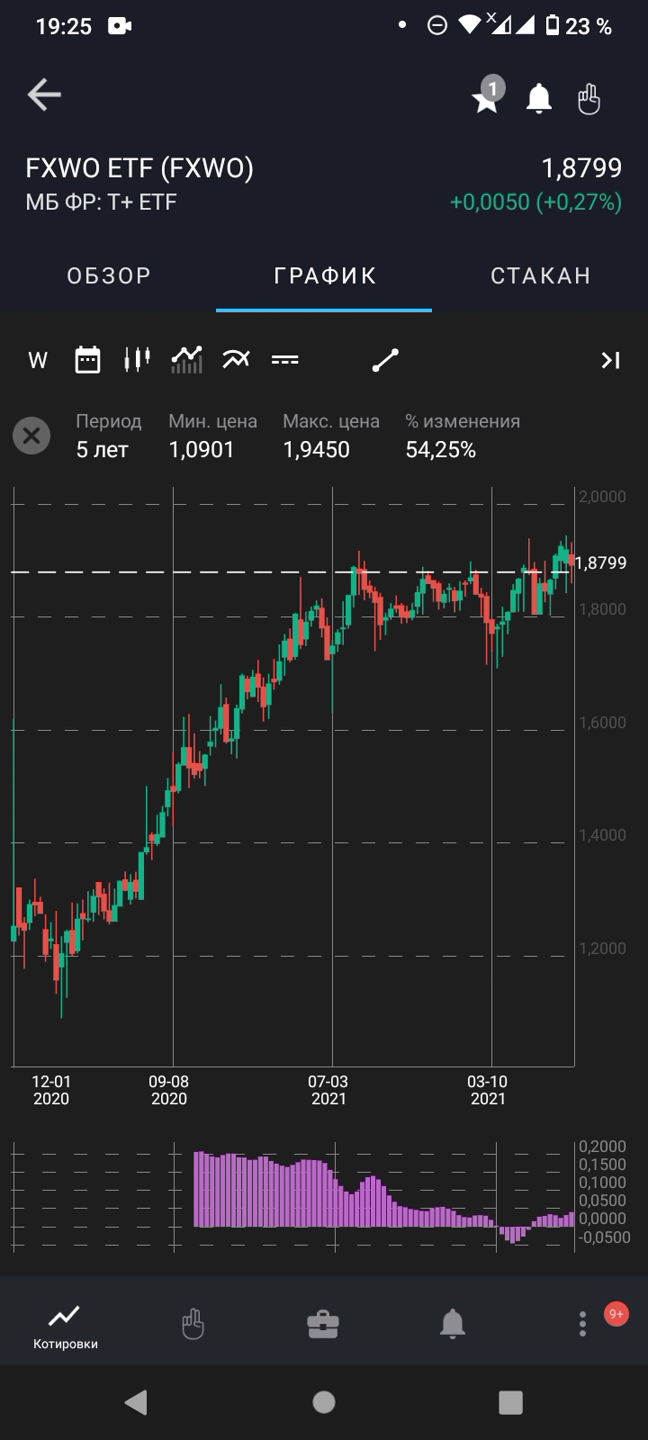 19:25
23 %
1
FXWO ETF (FXWO)
1,8799
МБ ФР: T+ ETF
+0,0050 (+0,27%)
ОБЗОР
ГРАФИК
СТАКАН
W
Период
Мин. цена
Макс. цена
% изменения
5 лет
1,0901
1,9450
54,25%
2,0000
1,8799
1,8000
1,6000
1,4000
1,2000
12-01
2020
09-08
2020
07-03
2021
03-10
2021
0,2000
0,1500
0,1000
0,0500
0,0000
-0,0500
9+
Котировки